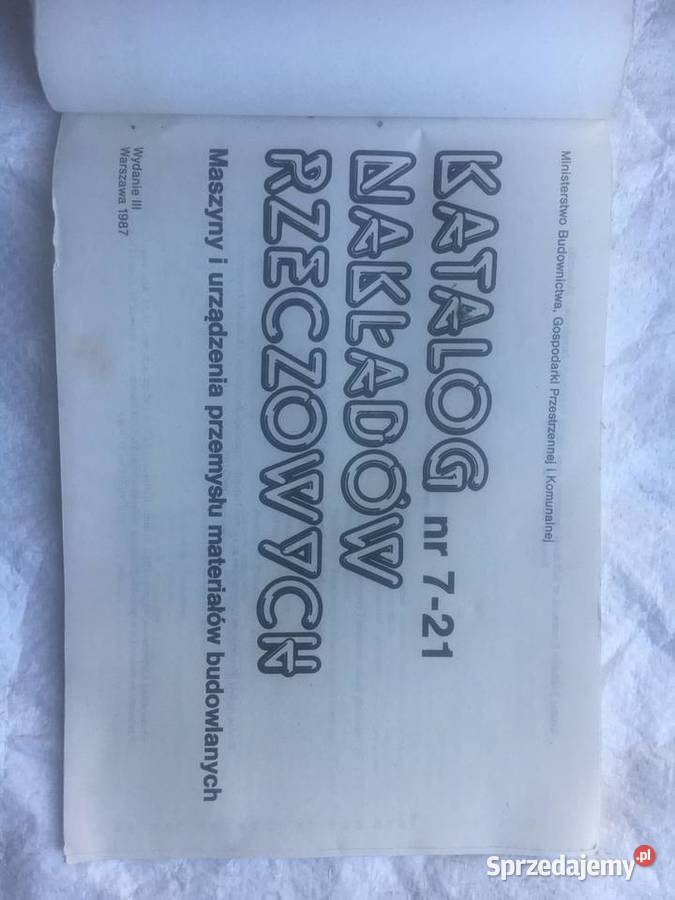 Ministerstwo Budownictwa, Gospodarki Przestrzennej i Komunalnej
KATALOG nr 7-21
NAKŁADÓW
RZECZOWYCH
Maszyny i urządzenia przemysłu materiałów budowlanych
Wydanie III
Warszawa 1987
Sprzedajemy.pl